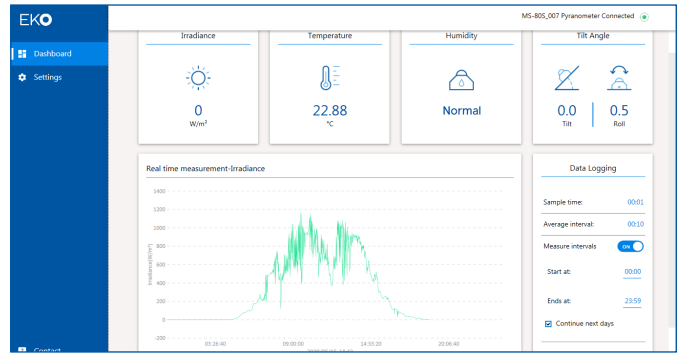 EKO
MS-80S_007 Pyranometer Connected
Dashboard
Settings
Irradiance
Temperature
Humidity
Tilt Angle
0
W/m²
22.88
°C
Normal
0.0
Tilt
0.5
Roll
Real time measurement-Irradiance
1400
1200
1000
800
600
400
200
0
-200
Irradiance(W/m²)
03:26:40
09:00:00
14:33:20
20:06:40
Data Logging
Sample time: 00:01
Average interval: 00:10
Measure intervals ON
Start at: 00:00
Ends at: 23:59
Continue next days
Contact